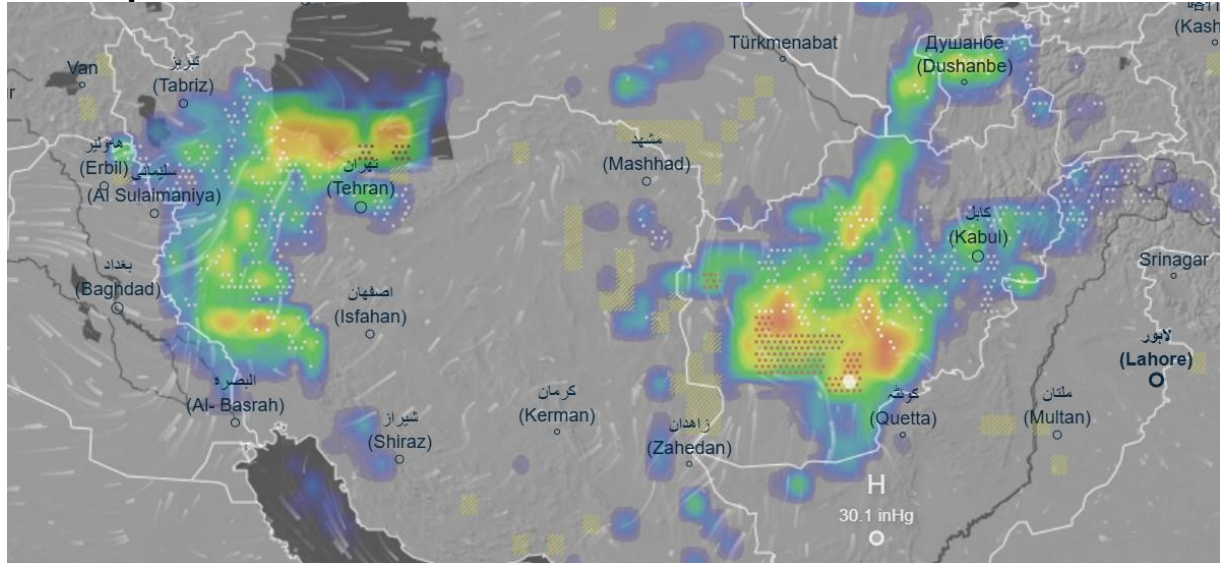 Van
تبریز
(Tabriz)
ھەولێر
(Erbil)
سلێمانی
(Al Sulaimaniya)
بغداد
(Baghdad)
البصرة
(Al- Basrah)
تهران
(Tehran)
اصفهان
(Isfahan)
شیراز
(Shiraz)
کرمان
(Kerman)
مشهد
(Mashhad)
زاهدان
(Zahedan)
Türkmenabat
Душанбе
(Dushanbe)
(Kash
کابل
(Kabul)
Srinagar
لاہور
(Lahore)
ملتان
(Multan)
کوئٹہ
(Quetta)
H
30.1 inHg